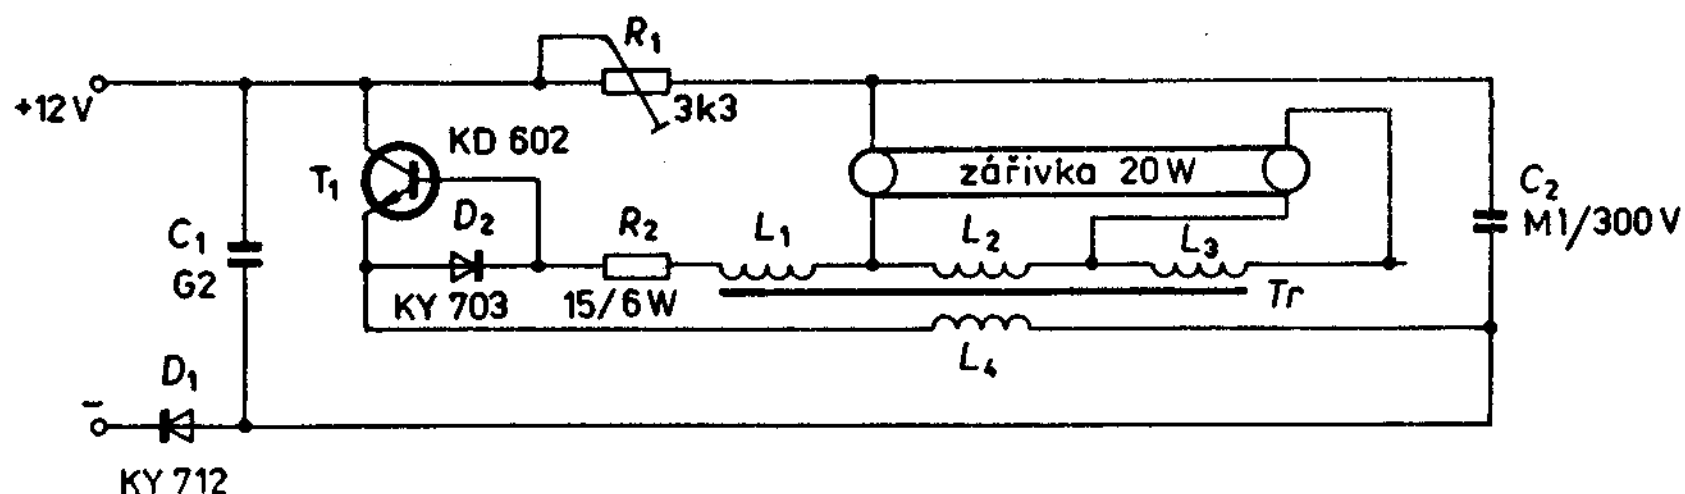 R₁
+12V
3k3
KD 602
T₁
zářivka 20W
C₂
M1/300V
D₂
R₂
L₁
L₂
L₃
C₁
G2
KY 703
15/6W
Tr
L₄
D₁
–
KY 712